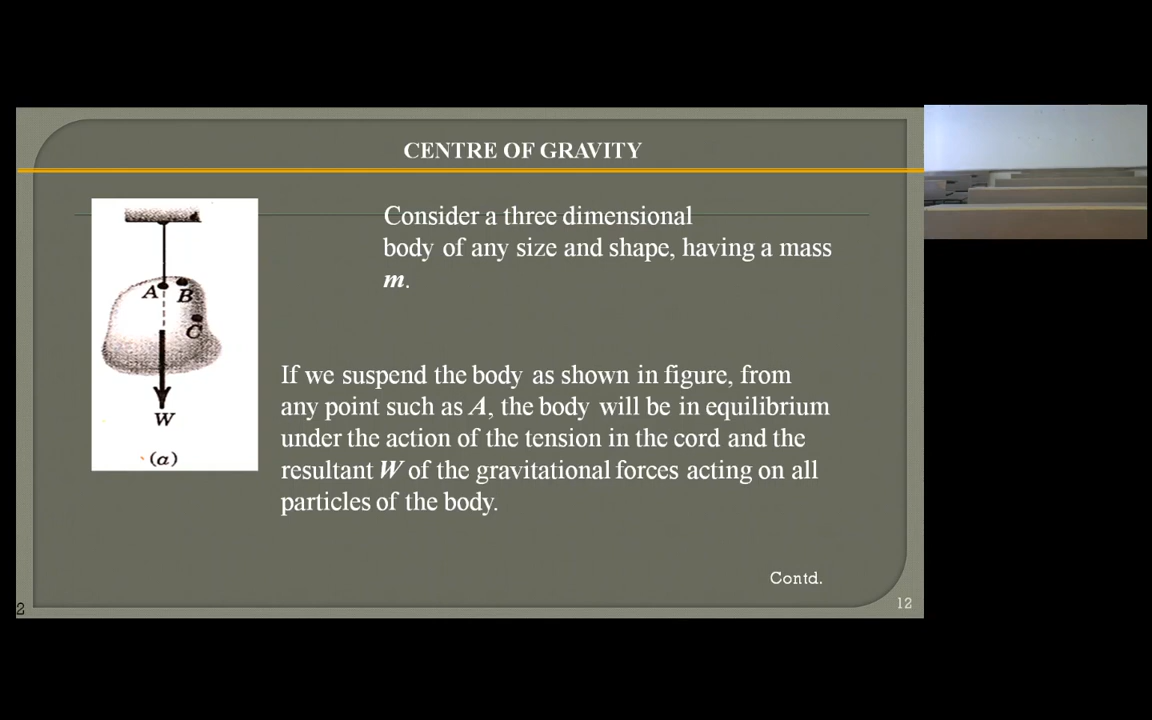 CENTRE OF GRAVITY
Consider a three dimensional
body of any size and shape, having a mass
m.
A
B
C
W
(a)
If we suspend the body as shown in figure, from
any point such as A, the body will be in equilibrium
under the action of the tension in the cord and the
resultant W of the gravitational forces acting on all
particles of the body.
Contd.
2
12